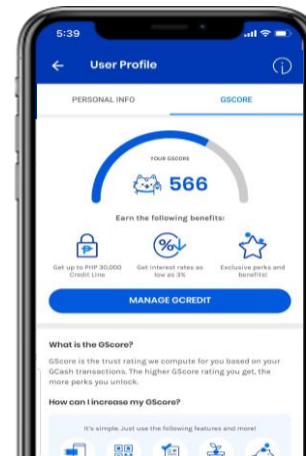 5:39
User Profile
PERSONAL INFO
GSCORE
YOUR GSCORE
566
Earn the following benefits:
Get up to PHP 30,000
Credit Line
Get interest rates as
low as 3%
Exclusive perks and
benefits!
MANAGE GCREDIT
What is the GScore?
GScore is the trust rating we compute for you based on your
GCash transactions. The higher GScore rating you get, the
more perks you unlock.
How can I increase my GScore?
It's simple. Just use the following features and more!